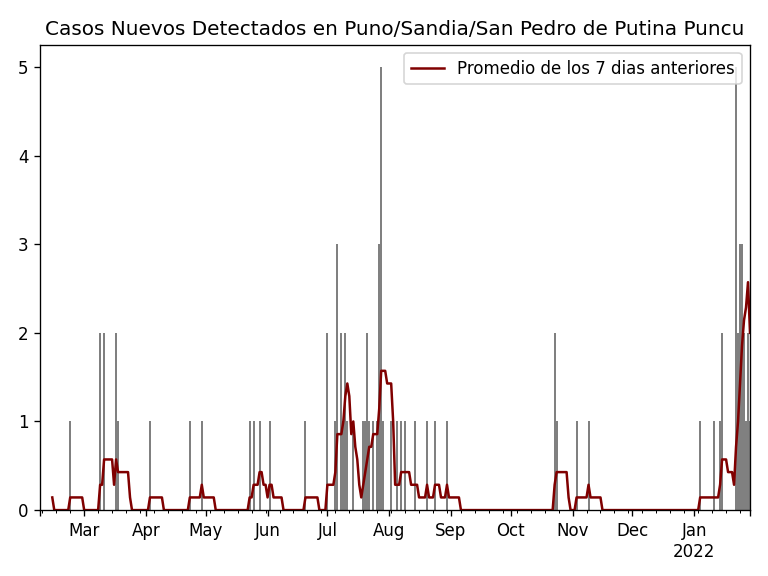 Casos Nuevos Detectados en Puno/Sandia/San Pedro de Putina Puncu
Promedio de los 7 dias anteriores
5
4
3
2
1
0
Mar Apr May Jun Jul Aug Sep Oct Nov Dec Jan
2022